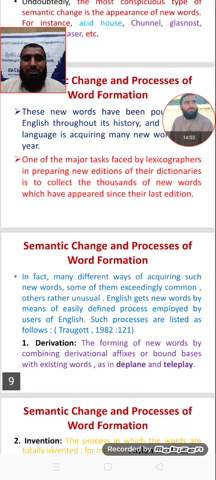 Undoubtedly, the most conspicuous type of
semantic change is the appearance of new words.
For instance, acid house, Chunnel, glasnost,
aser, etc.
ic Change and Processes of
Word Formation
These new words have been pou
English throughout its history, and
language is acquiring many new wor
year.
14:03
One of the major tasks faced by lexicographers
in preparing new editions of their dictionaries
is to collect the thousands of new words
which have appeared since their last edition.
Semantic Change and Processes of
Word Formation
In fact, many different ways of acquiring such
new words, some of them exceedingly common ,
others rather unusual . English gets new words by
means of easily defined process employed by
users of English. Such processes are listed as
follows : ( Traugott , 1982 :121)
1. Derivation: The forming of new words by
combining derivational affixes or bound bases
with existing words , as in deplane and teleplay.
9
Semantic Change and Processes of
Word Formation
2. Invention: The process in which the words are
totally invented , for in
Recorded by
mobizen